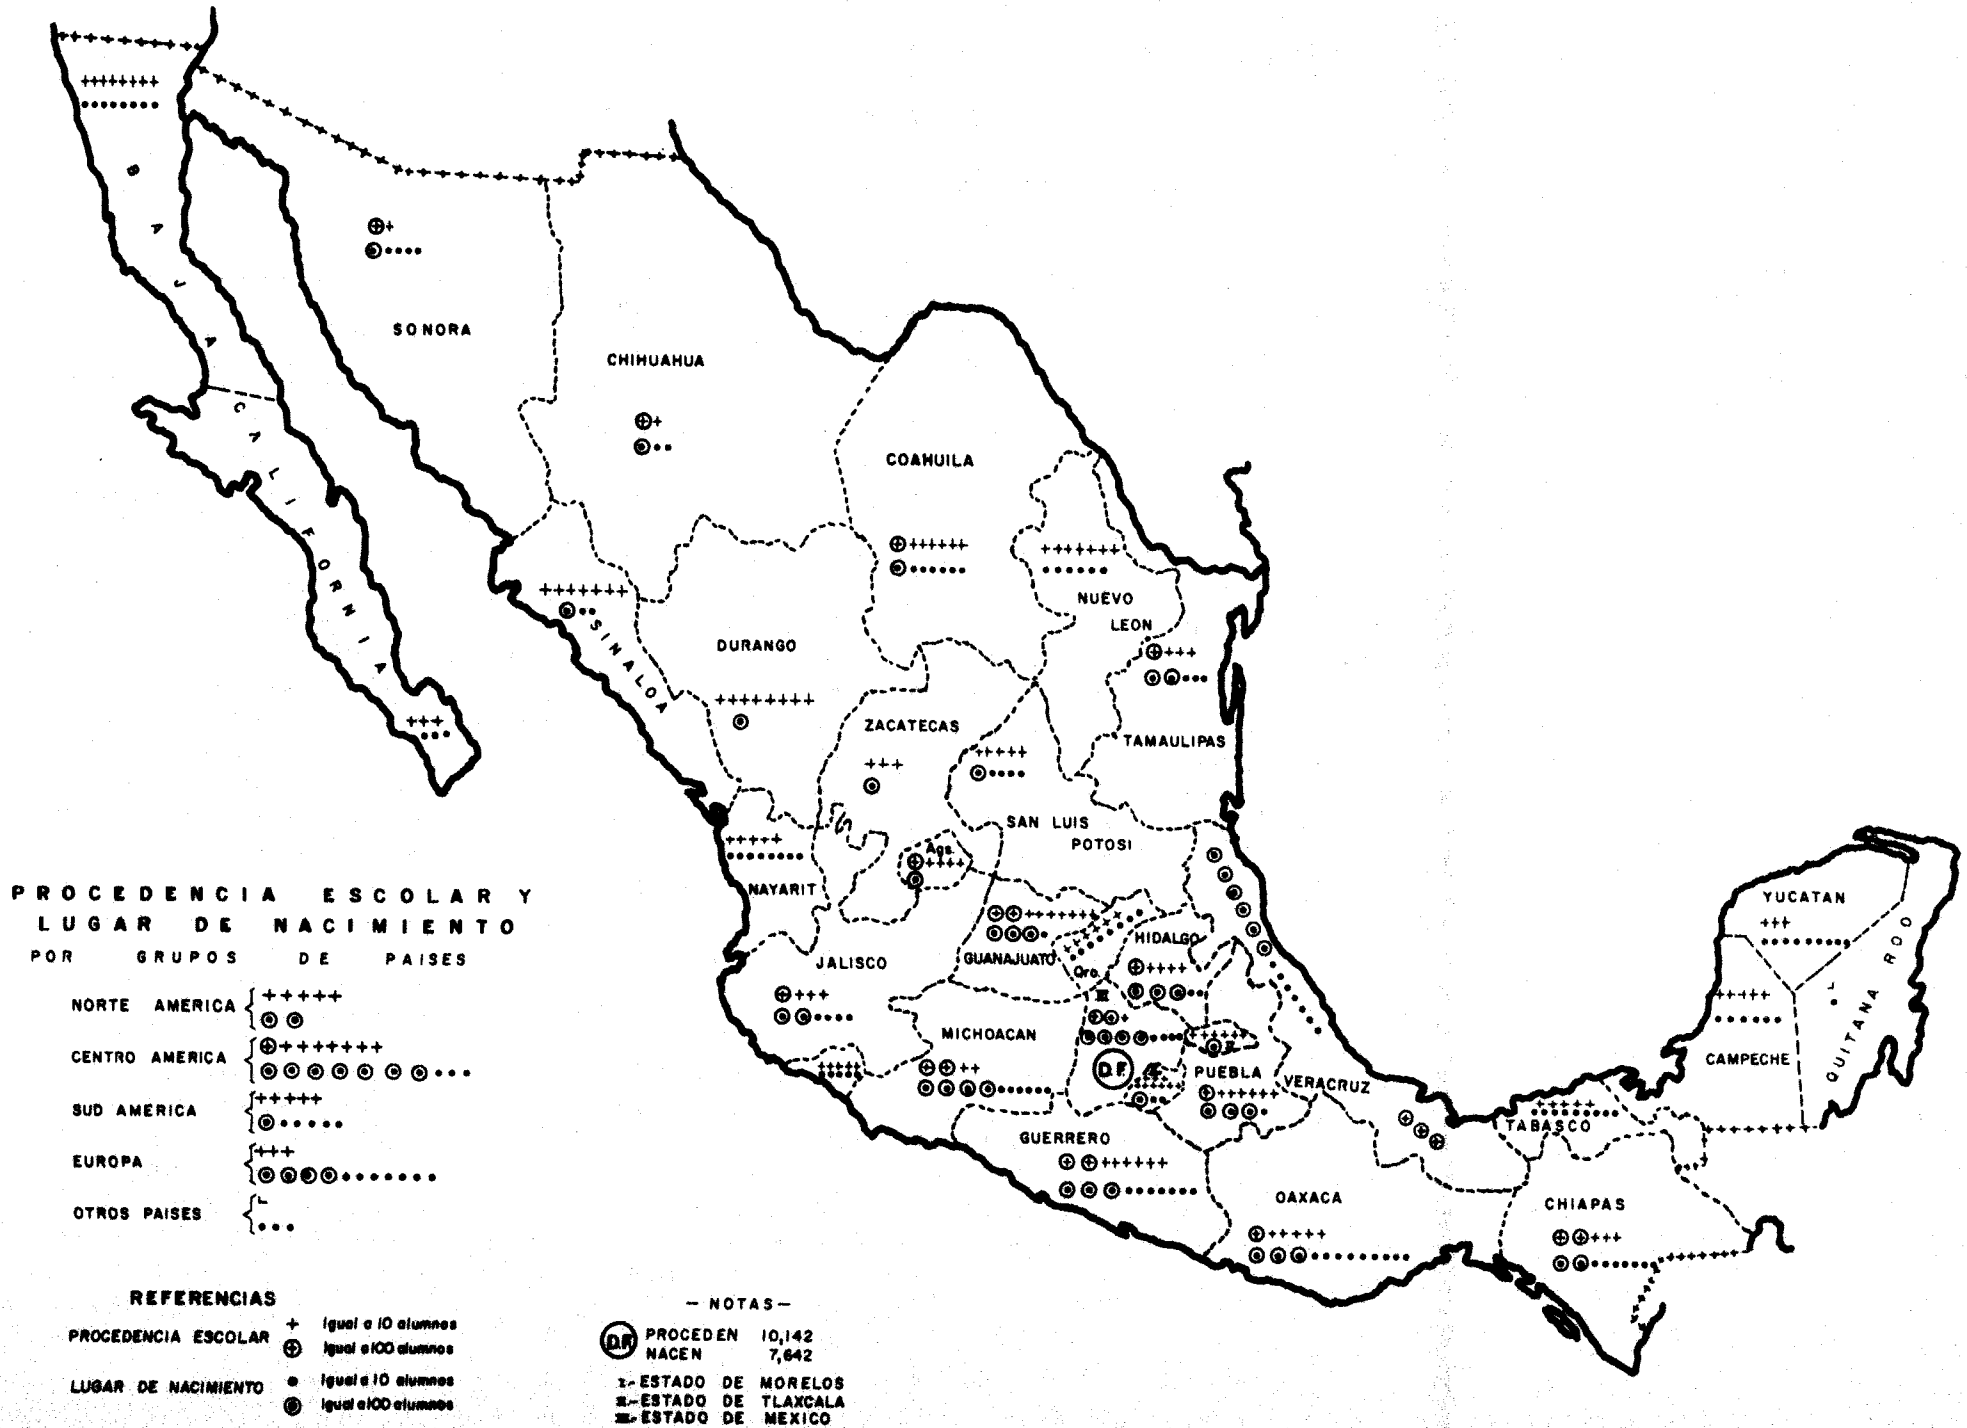 BAJA CALIFORNIA
SONORA
CHIHUAHUA
COAHUILA
NUEVO
LEON
SINALOA
DURANGO
ZACATECAS
TAMAULIPAS
SAN LUIS
POTOSI
Ags.
NAYARIT
JALISCO
GUANAJUATO
Qro.
HIDALGO
MICHOACAN
III
D.F.
PUEBLA
VERACRUZ
GUERRERO
OAXACA
TABASCO
CHIAPAS
YUCATAN
CAMPECHE
QUITANA ROO
PROCEDENCIA ESCOLAR Y
LUGAR DE NACIMIENTO
POR GRUPOS DE PAISES
NORTE AMERICA
CENTRO AMERICA
SUD AMERICA
EUROPA
OTROS PAISES
REFERENCIAS
PROCEDENCIA ESCOLAR
+ Igual a 10 alumnos
⊕ Igual a 100 alumnos
LUGAR DE NACIMIENTO
• Igual a 10 alumnos
◉ Igual a 100 alumnos
— NOTAS —
D.F. PROCEDEN 10,142
NACEN 7,642
I.- ESTADO DE MORELOS
II.- ESTADO DE TLAXCALA
III.- ESTADO DE MEXICO